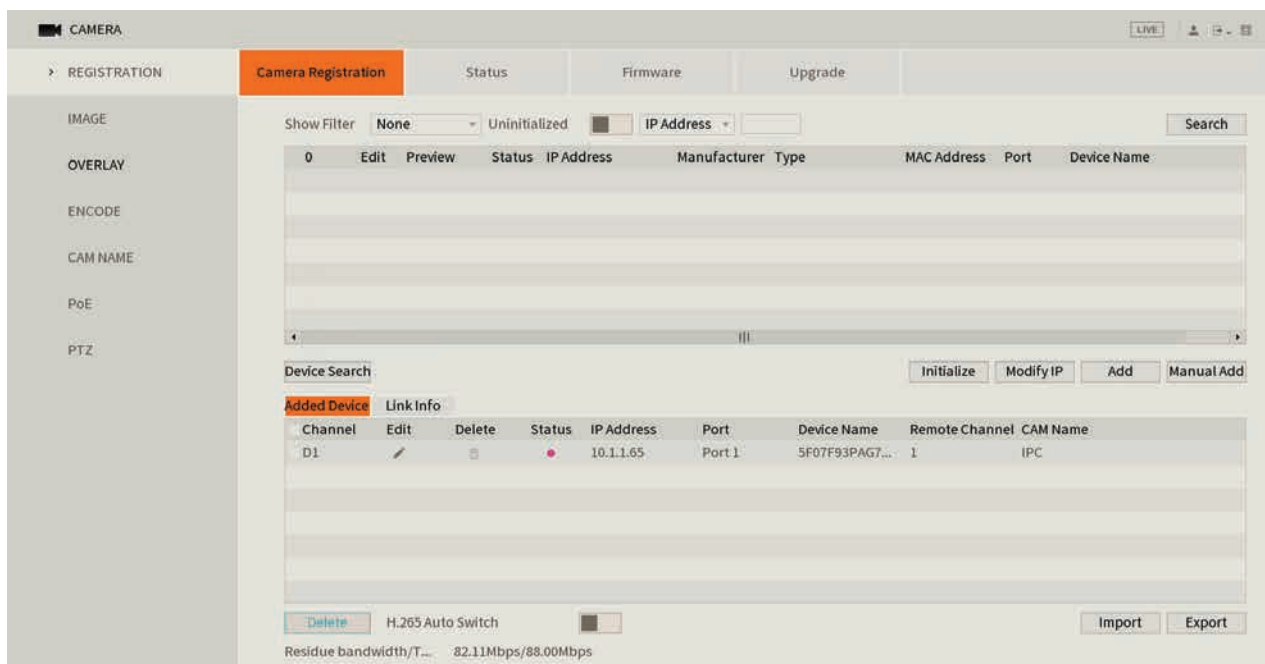 CAMERA LIVE
REGISTRATION Camera Registration Status Firmware Upgrade
IMAGE
Show Filter None Uninitialized IP Address Search
OVERLAY
0 Edit Preview Status IP Address Manufacturer Type MAC Address Port Device Name
ENCODE
CAM NAME
PoE
PTZ
Device Search Initialize Modify IP Add Manual Add
Added Device Link Info
Channel Edit Delete Status IP Address Port Device Name Remote Channel CAM Name
D1 10.1.1.65 Port 1 5F07F93PAG7... 1 IPC
Delete H.265 Auto Switch Import Export
Residue bandwidth/T... 82.11Mbps/88.00Mbps